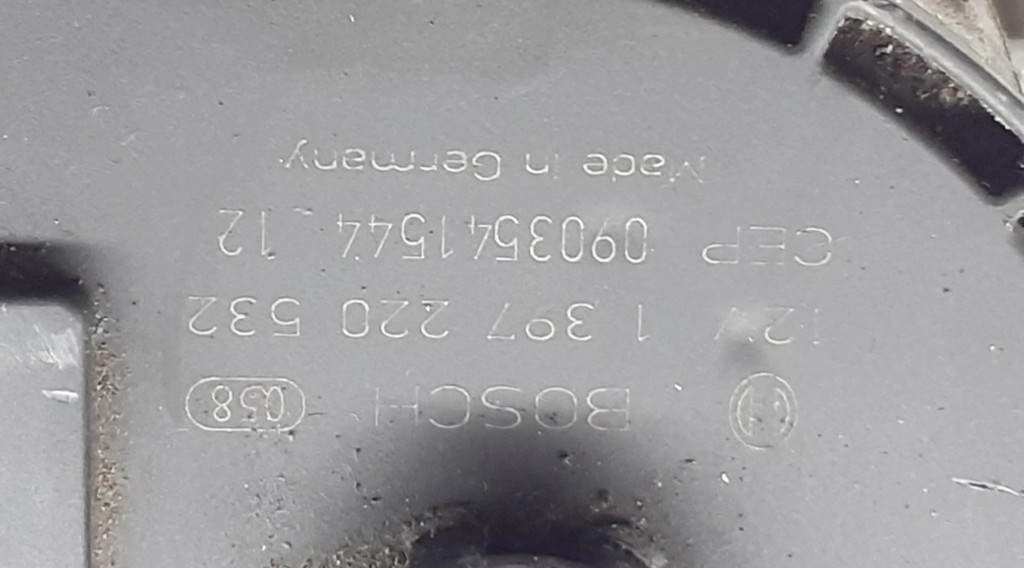 BOSCH 058
12V 1 397 220 532
CEP 0903541544 12
Made in Germany